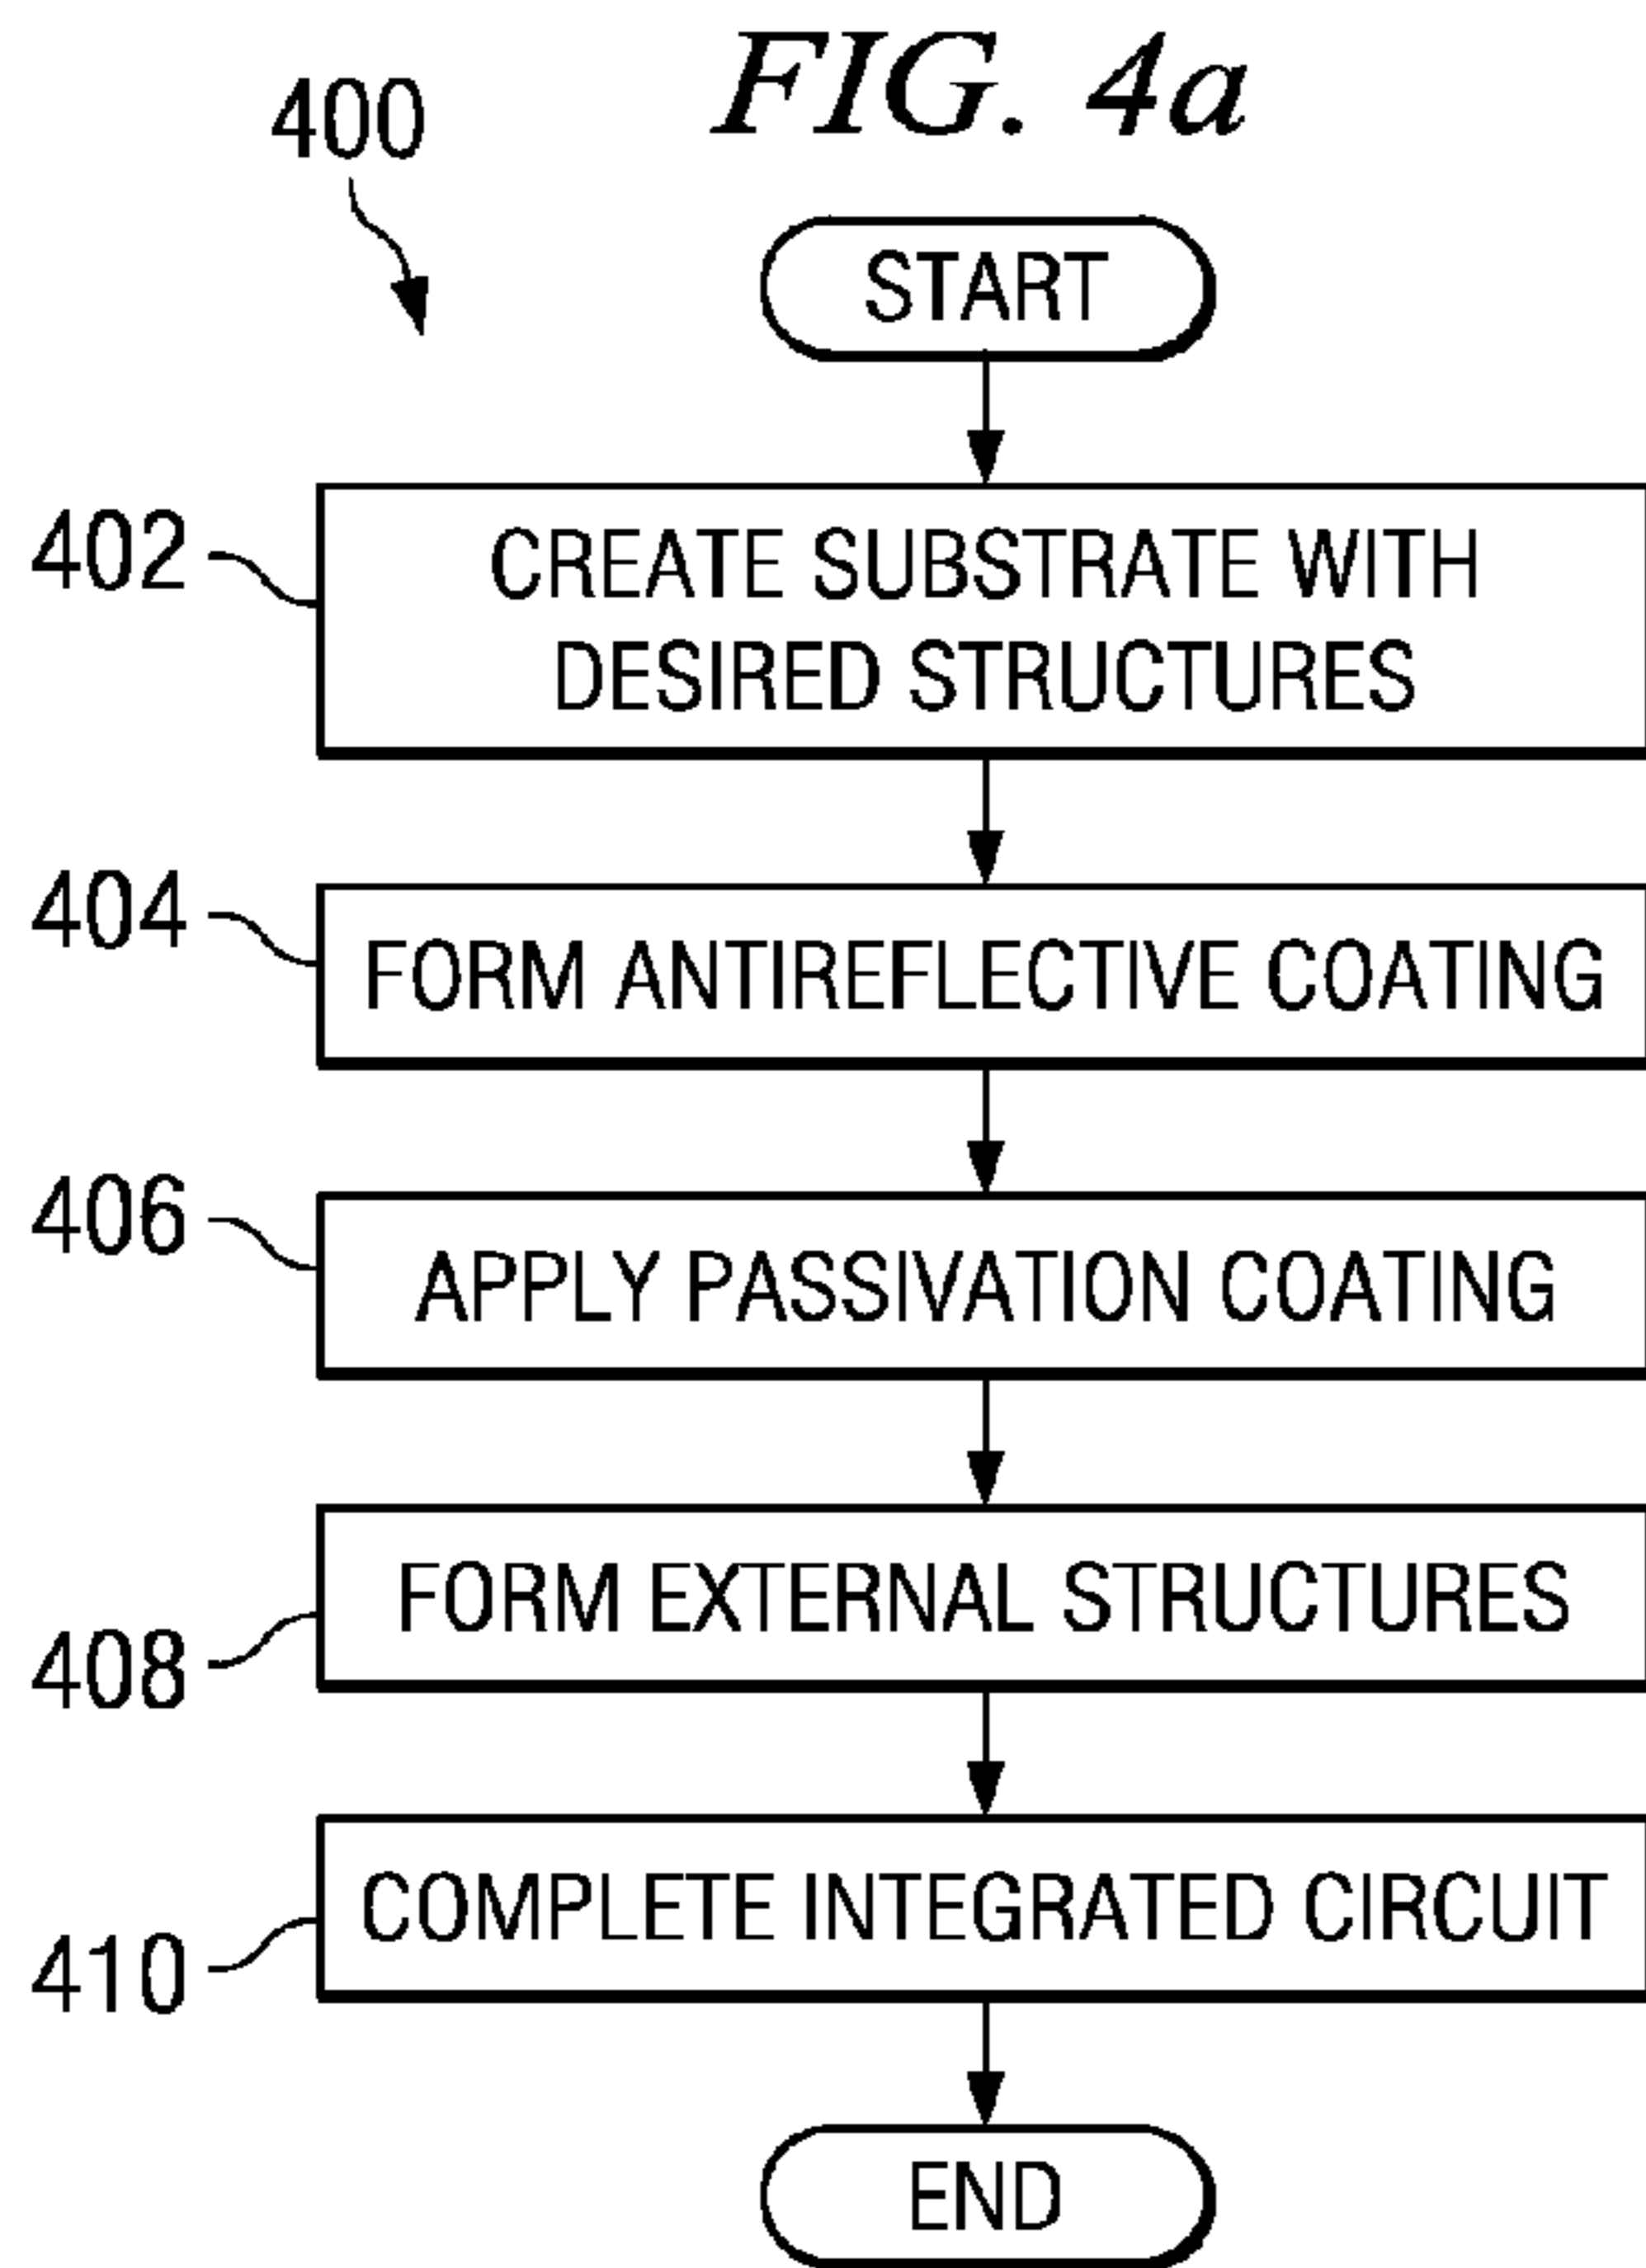 FIG. 4a
400
START
402
CREATE SUBSTRATE WITH
DESIRED STRUCTURES
404
FORM ANTIREFLECTIVE COATING
406
APPLY PASSIVATION COATING
408
FORM EXTERNAL STRUCTURES
410
COMPLETE INTEGRATED CIRCUIT
END